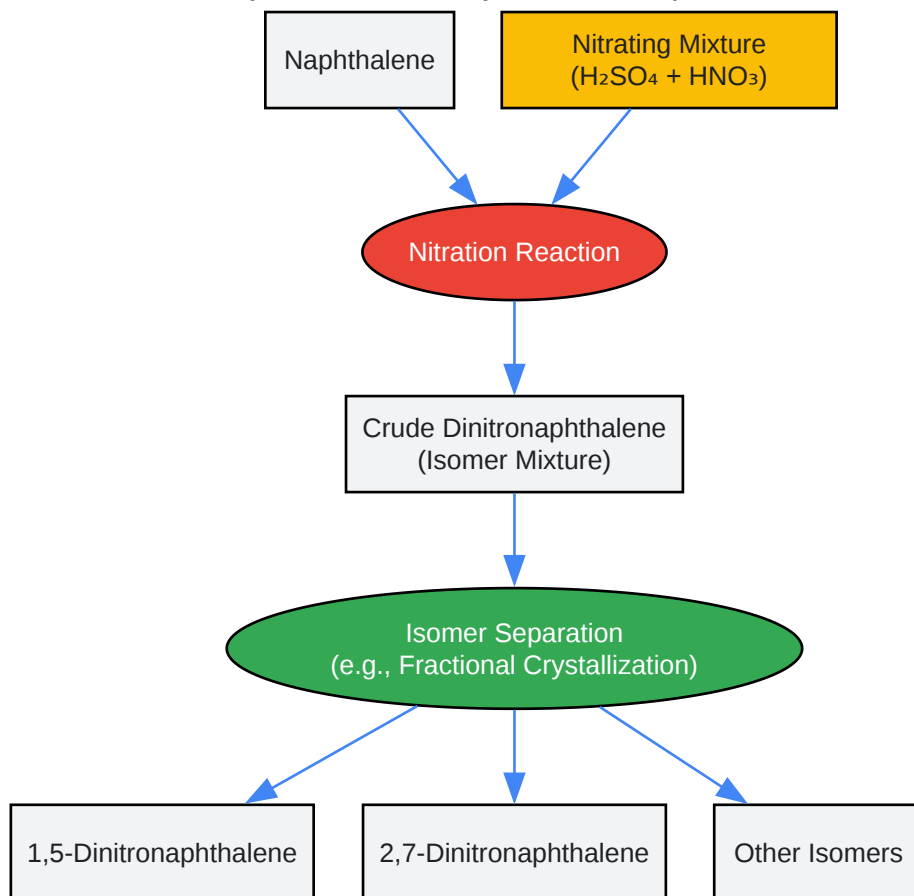 Naphthalene
Nitrating Mixture
(H₂SO₄ + HNO₃)
Nitration Reaction
Crude Dinitronaphthalene
(Isomer Mixture)
Isomer Separation
(e.g., Fractional Crystallization)
1,5-Dinitronaphthalene
2,7-Dinitronaphthalene
Other Isomers